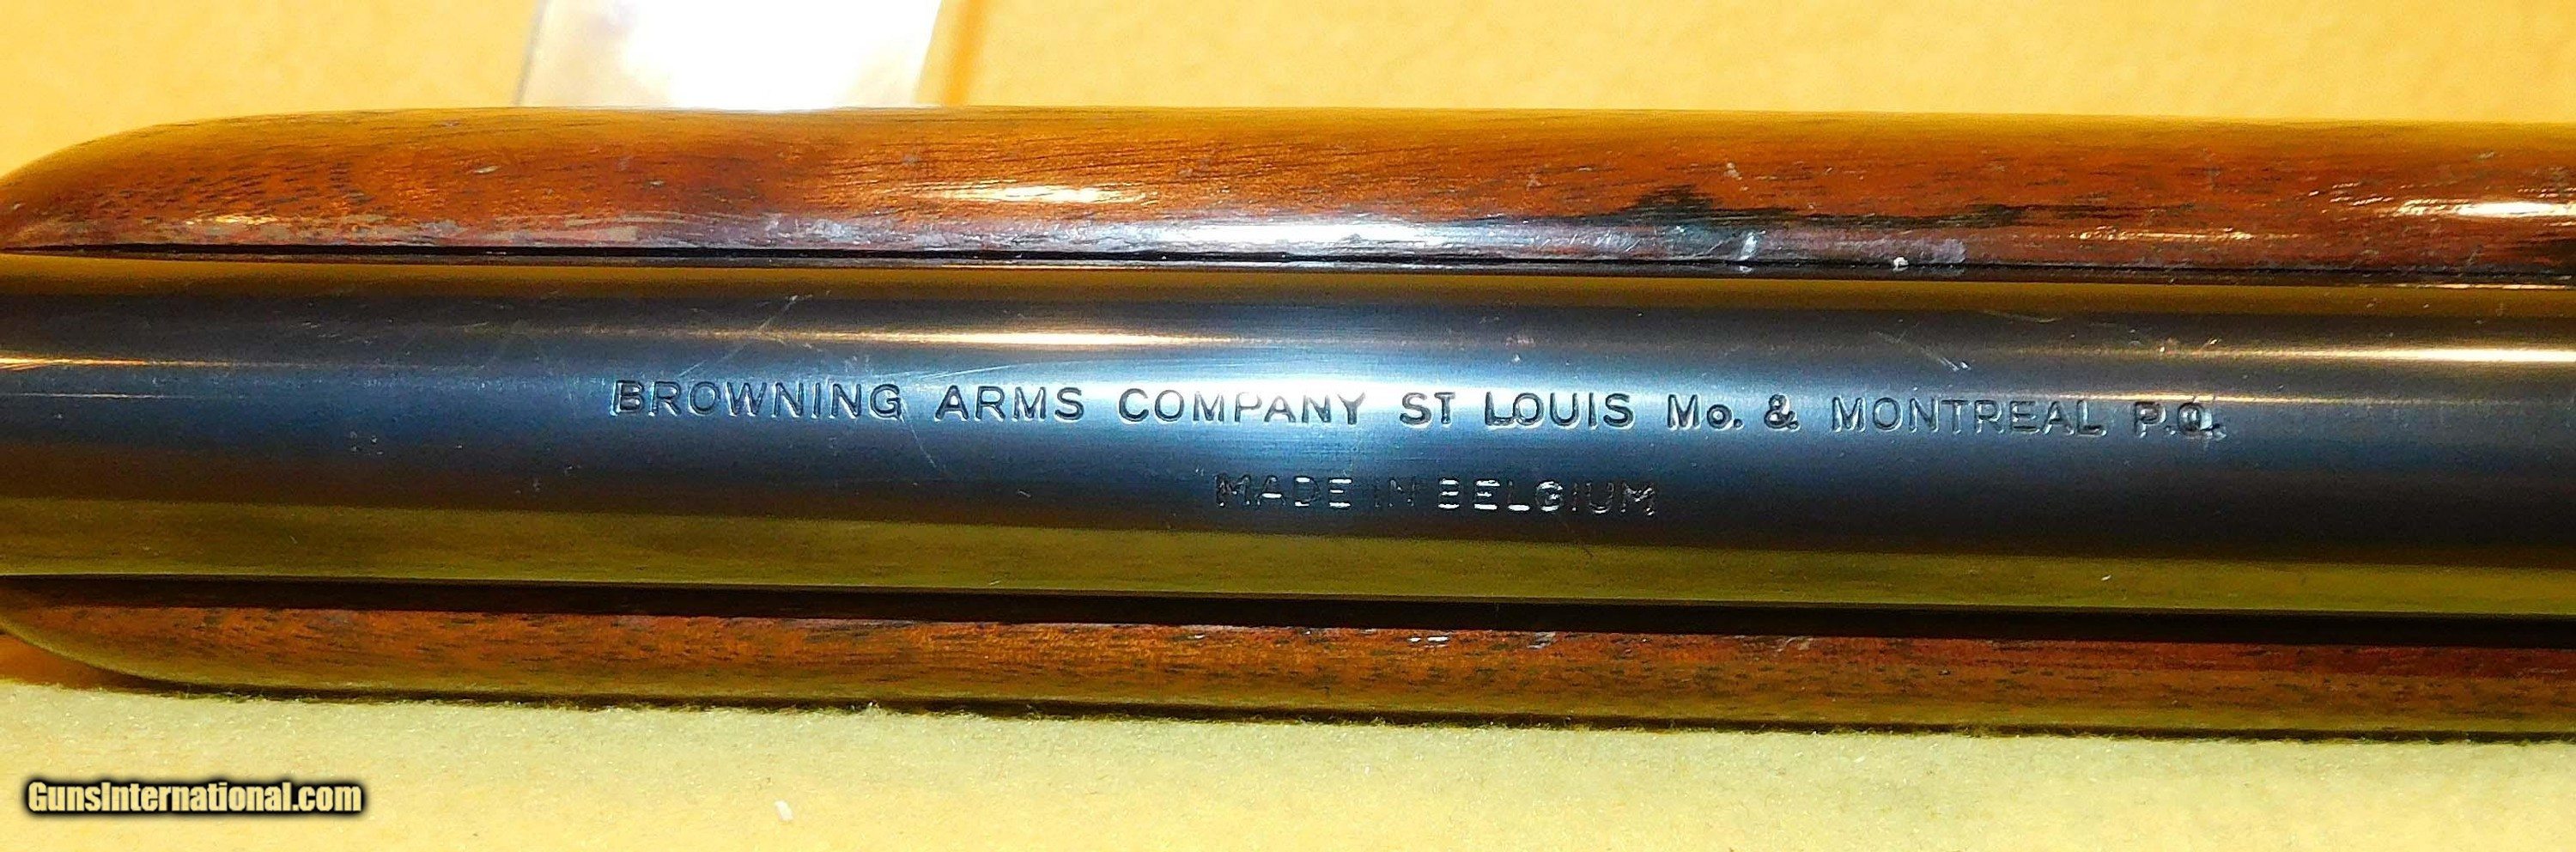 BROWNING ARMS COMPANY ST LOUIS Mo. & MONTREAL P.Q.
MADE IN BELGIUM
GunsInternational.com